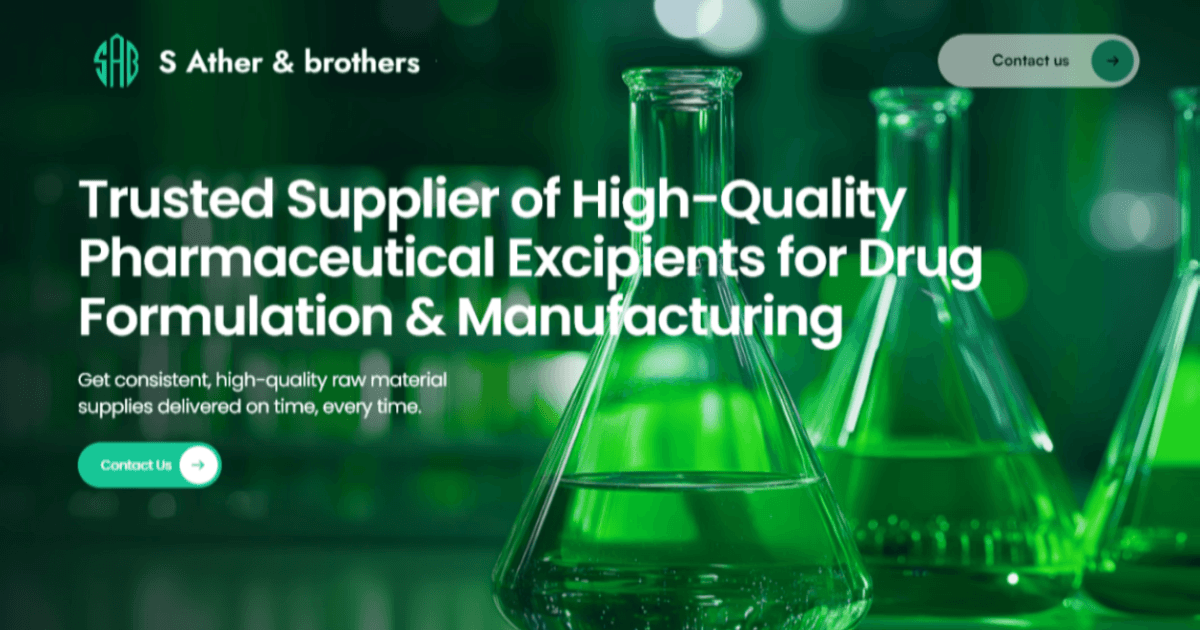 SAB
S Ather & brothers
Contact us
Trusted Supplier of High-Quality
Pharmaceutical Excipients for Drug
Formulation & Manufacturing
Get consistent, high-quality raw material
supplies delivered on time, every time.
Contact Us